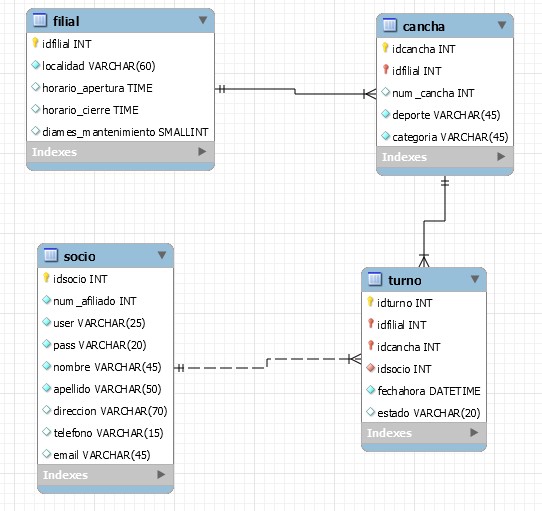 filial
idfilial INT
localidad VARCHAR(60)
horario_apertura TIME
horario_cierre TIME
diames_mantenimiento SMALLINT
Indexes
cancha
idcancha INT
idfilial INT
num_cancha INT
deporte VARCHAR(45)
categoria VARCHAR(45)
Indexes
socio
idsocio INT
num_afiliado INT
user VARCHAR(25)
pass VARCHAR(20)
nombre VARCHAR(45)
apellido VARCHAR(50)
direccion VARCHAR(70)
telefono VARCHAR(15)
email VARCHAR(45)
Indexes
turno
idturno INT
idfilial INT
idcancha INT
idsocio INT
fechahora DATETIME
estado VARCHAR(20)
Indexes